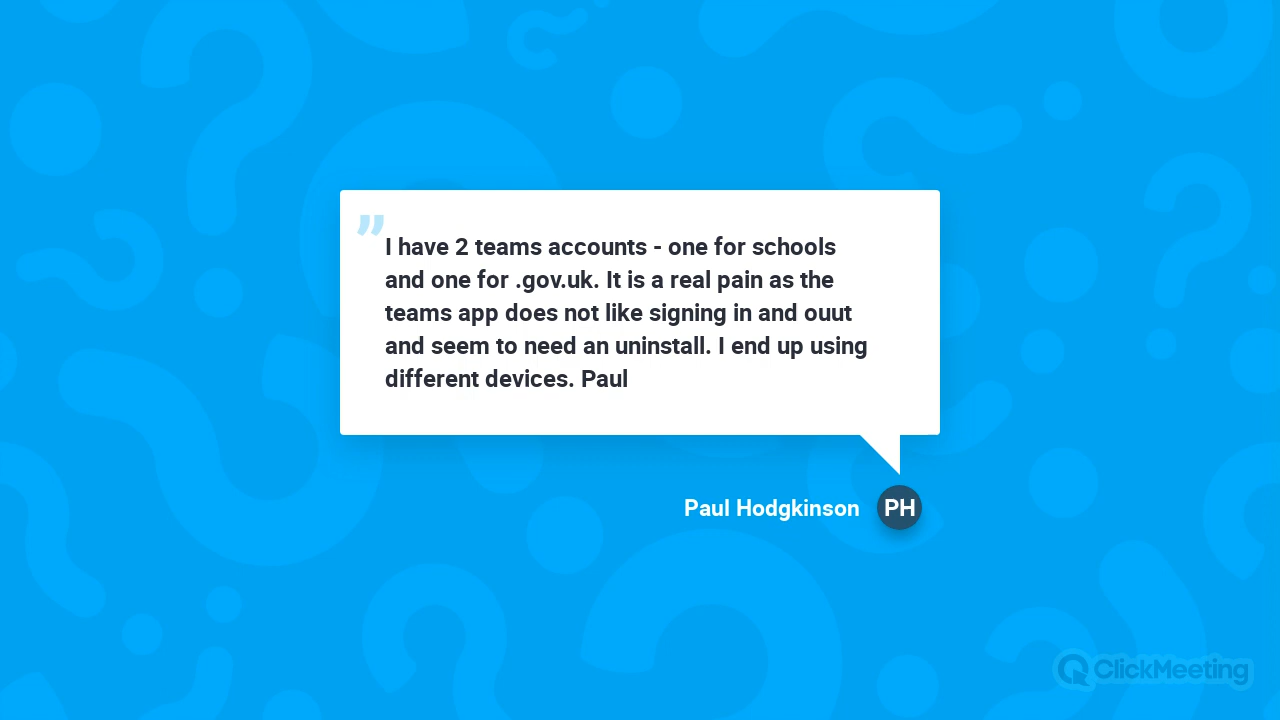 ”
I have 2 teams accounts - one for schools
and one for .gov.uk. It is a real pain as the
teams app does not like signing in and ouut
and seem to need an uninstall. I end up using
different devices. Paul
Paul Hodgkinson PH
ClickMeeting